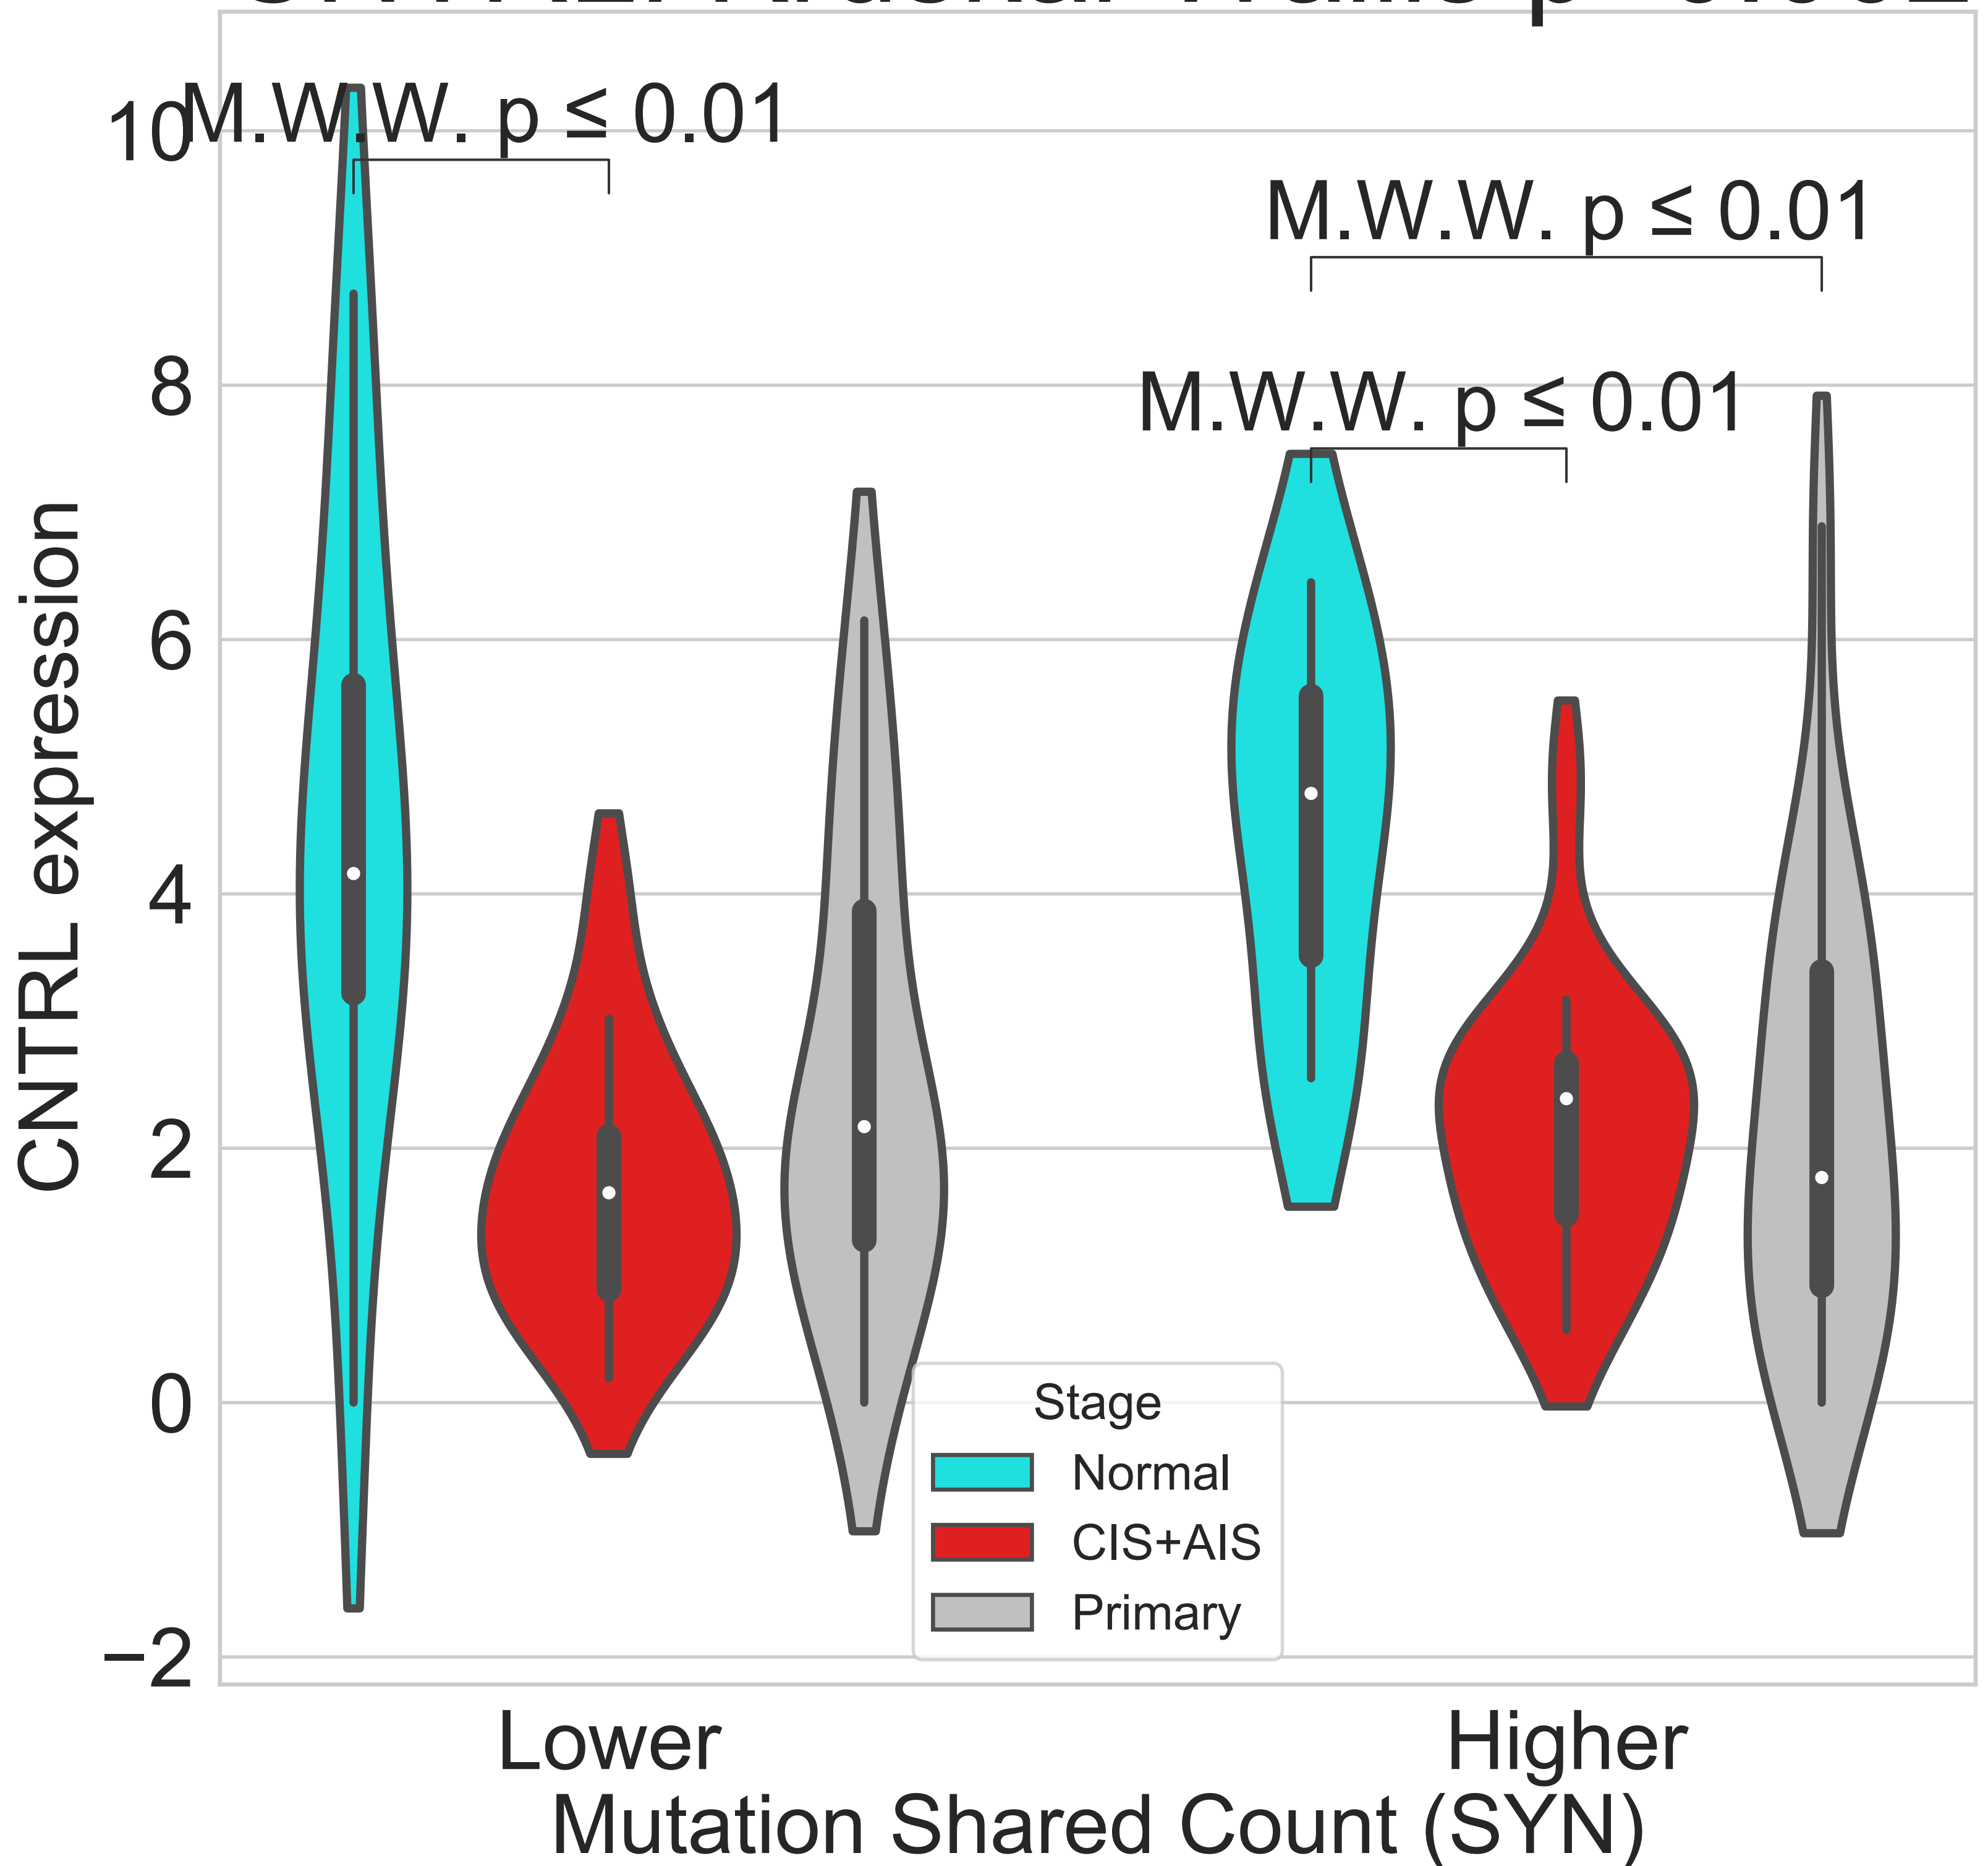 M.W.W. p ≤ 0.01
M.W.W. p ≤ 0.01
M.W.W. p ≤ 0.01
10
8
6
4
2
0
−2
CNTRL expression
Stage
Normal
CIS+AIS
Primary
Lower
Higher
Mutation Shared Count (SYN)